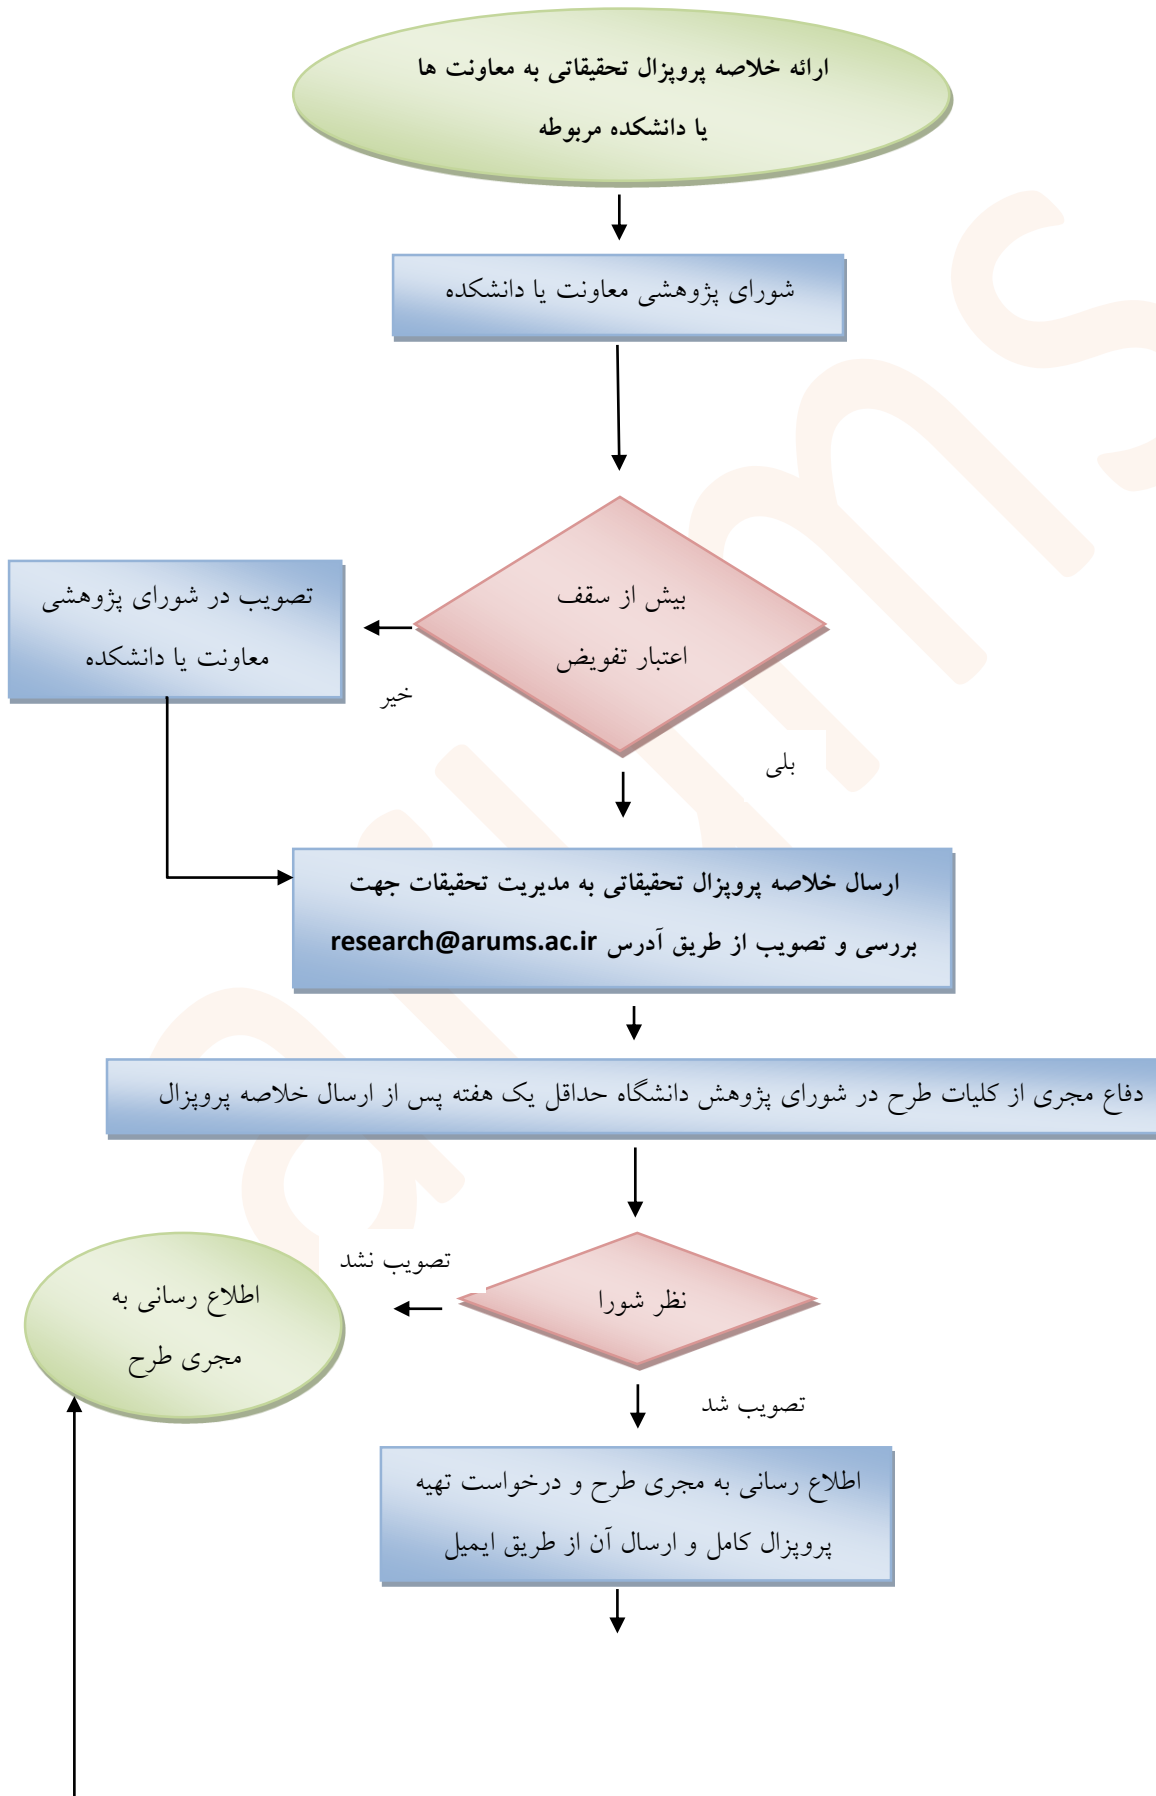 ارائه خلاصه پروپزال تحقیقاتی به معاونت ها
یا دانشکده مربوطه
شورای پژوهشی معاونت یا دانشکده
بیش از سقف
اعتبار تفویض
تصویب در شورای پژوهشی
معاونت یا دانشکده
خیر
بلی
ارسال خلاصه پروپزال تحقیقاتی به مدیریت تحقیقات جهت
بررسی و تصویب از طریق آدرس research@arums.ac.ir
دفاع مجری از کلیات طرح در شورای پژوهش دانشگاه حداقل یک هفته پس از ارسال خلاصه پروپزال
نظر شورا
تصویب نشد
اطلاع رسانی به
مجری طرح
تصویب شد
اطلاع رسانی به مجری طرح و درخواست تهیه
پروپزال کامل و ارسال آن از طریق ایمیل
arums